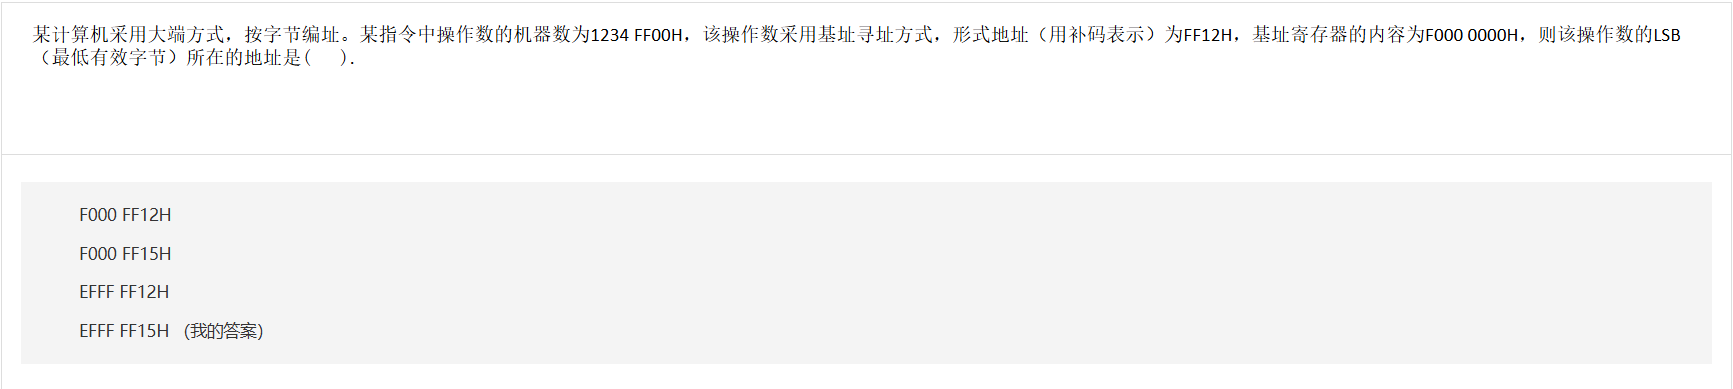 某计算机采用大端方式，按字节编址。某指令中操作数的机器数为1234 FF00H，该操作数采用基址寻址方式，形式地址（用补码表示）为FF12H，基址寄存器的内容为F000 0000H，则该操作数的LSB
（最低有效字节）所在的地址是(   ).
F000 FF12H
F000 FF15H
EFFF FF12H
EFFF FF15H (我的答案)